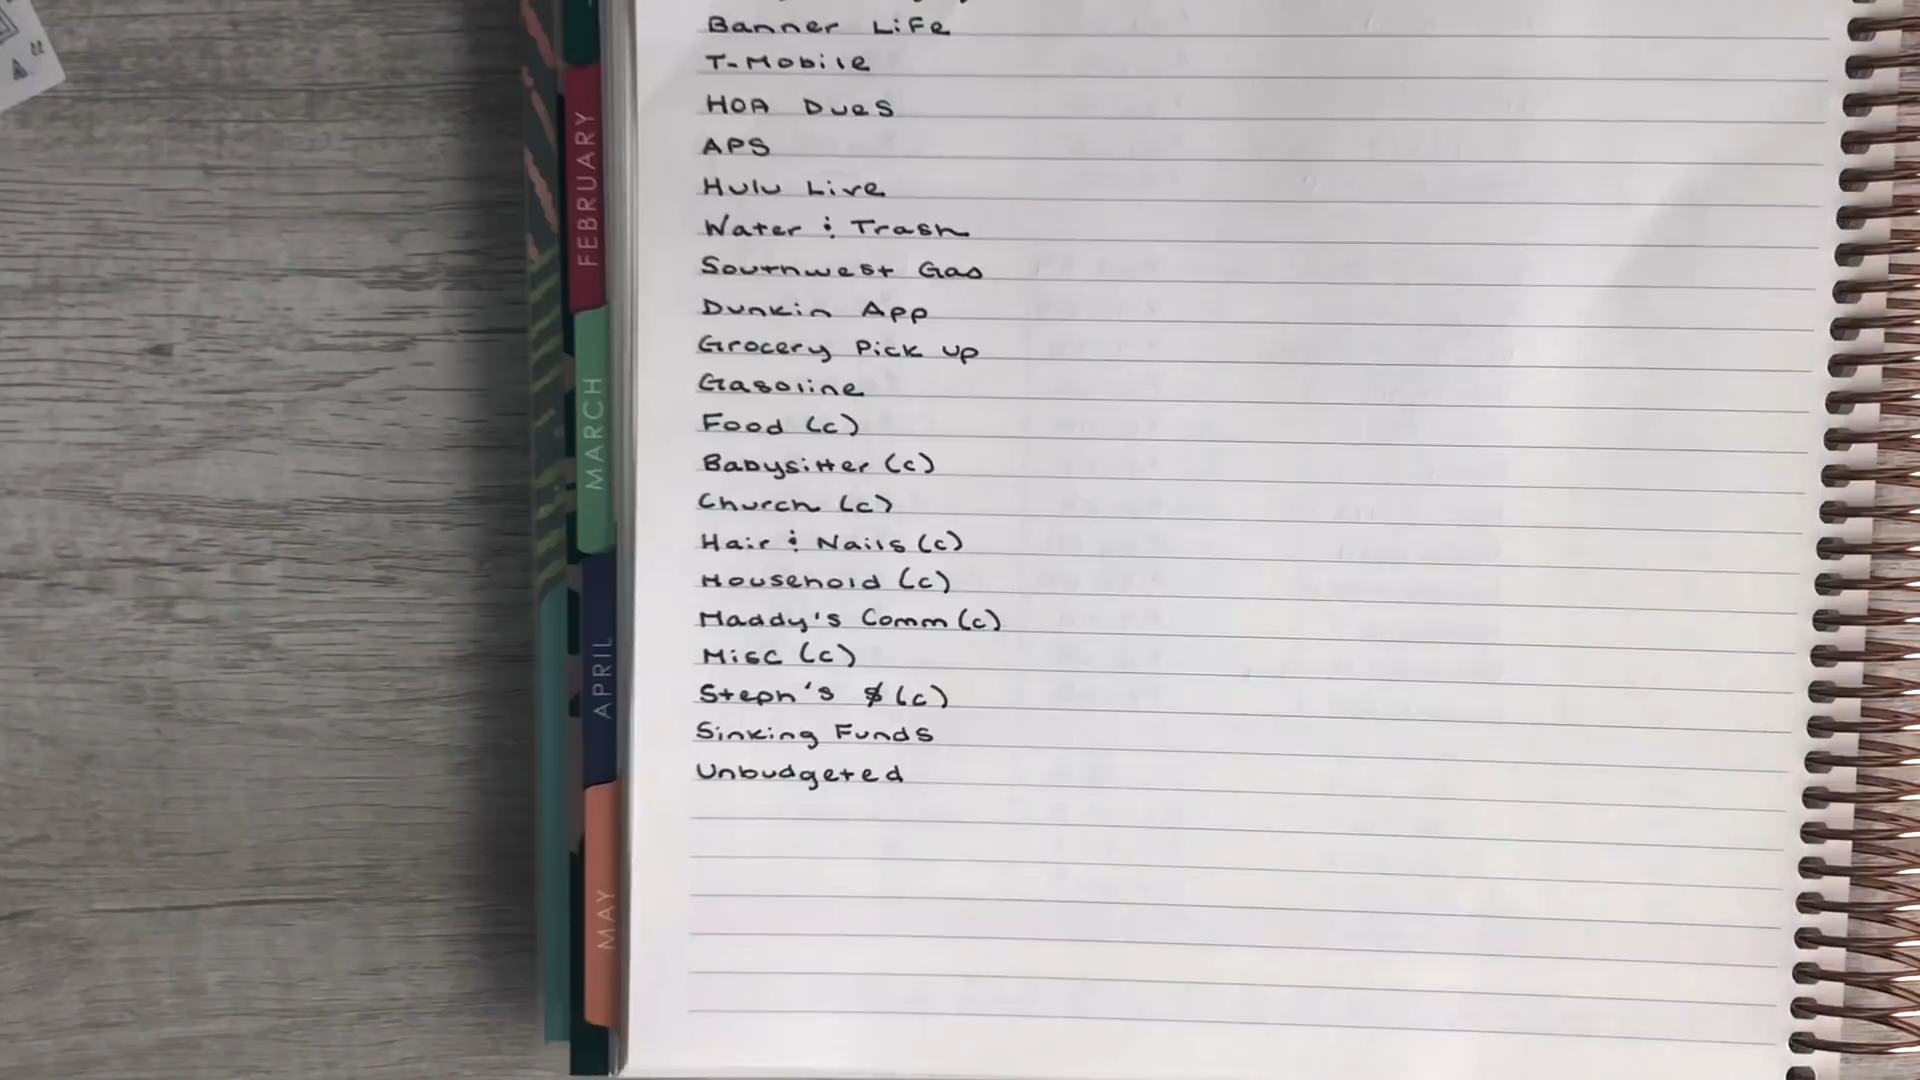 Banner Life
T-Mobile
HOA Dues
APS
Hulu Live
Water & Trash
Southwest Gas
Dunkin App
Grocery Pick up
Gasoline
Food (c)
Babysitter (c)
Church (c)
Hair & Nails (c)
Household (c)
Maddy's Comm (c)
Misc (c)
Steph's $ (c)
Sinking Funds
Unbudgeted
FEBRUARY
MARCH
APRIL
MAY